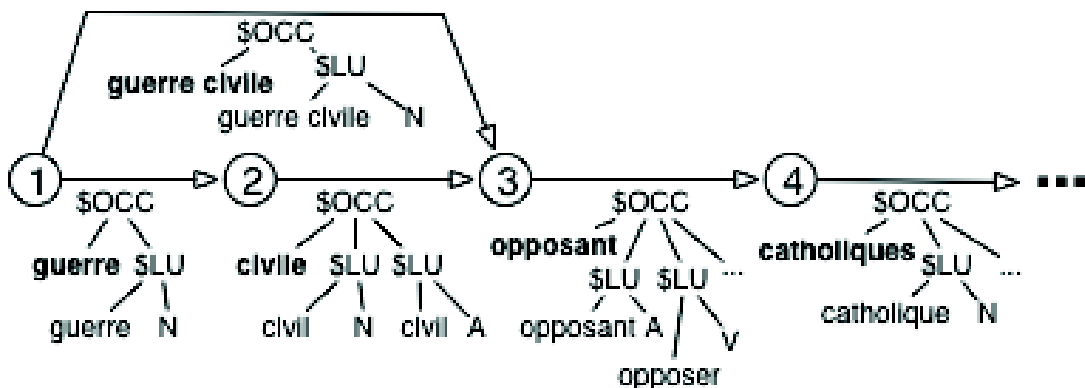 $OCC
guerre civile $LU
guerre civile N
1 2 3 4 ...
$OCC $OCC $OCC $OCC
guerre $LU civile $LU $LU opposant $LU $LU ... catholiques $LU ...
guerre N civil N civil A opposant A V catholique N
opposer